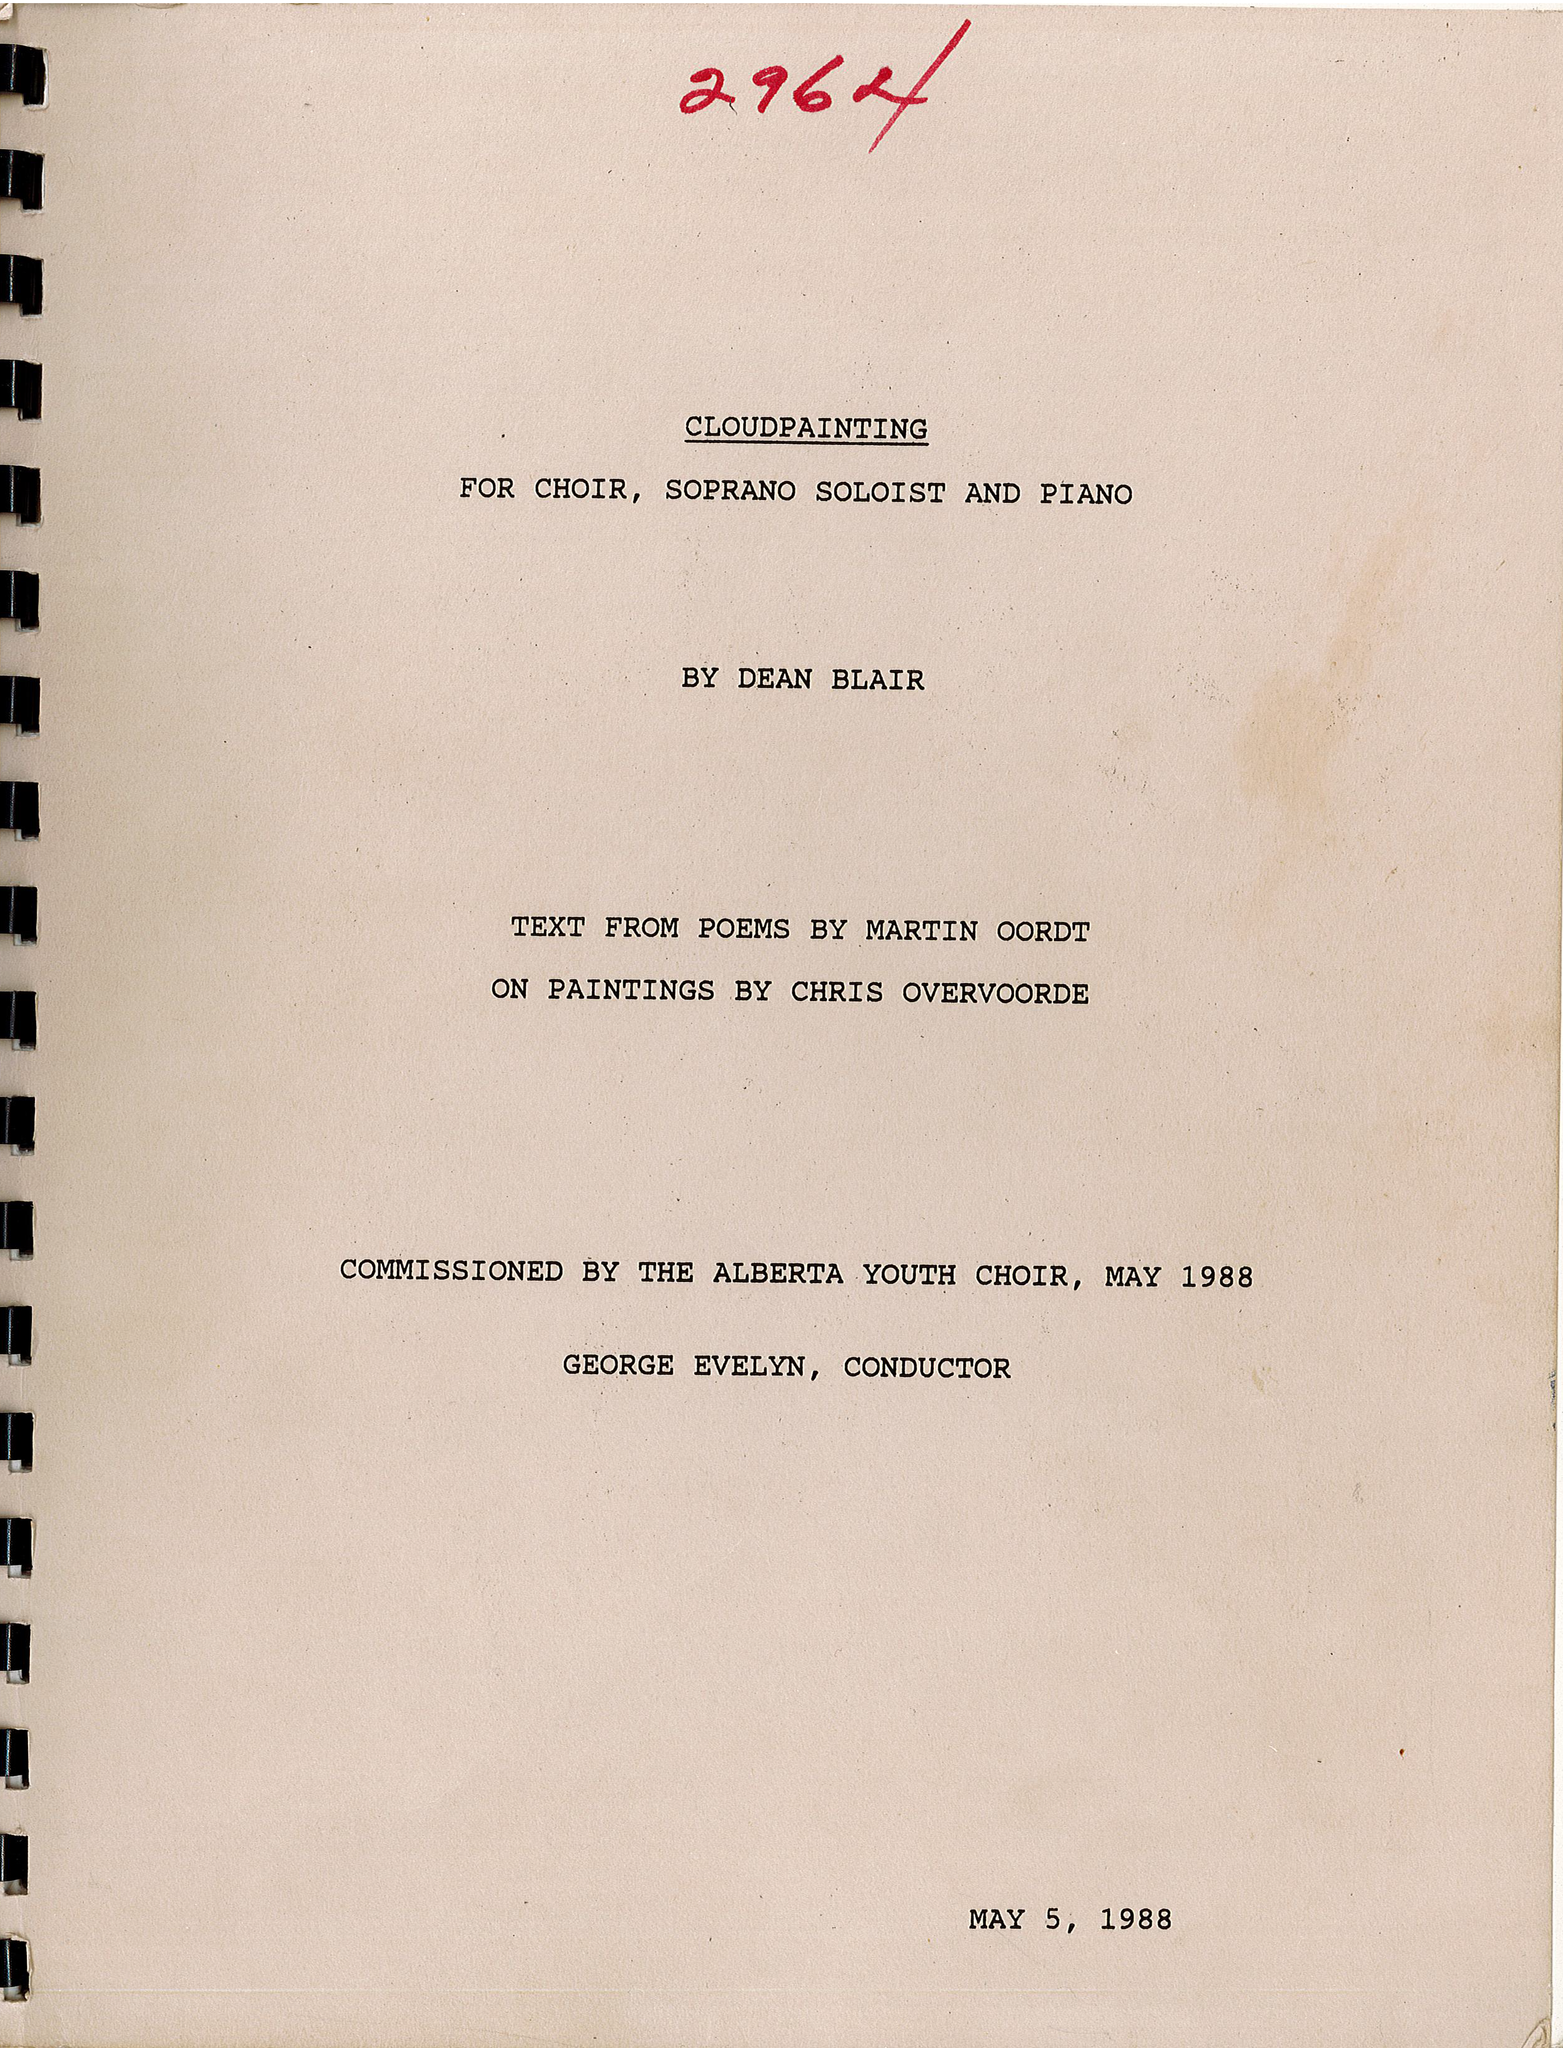 2964
CLOUDPAINTING
FOR CHOIR, SOPRANO SOLOIST AND PIANO
BY DEAN BLAIR
TEXT FROM POEMS BY MARTIN OORDT
ON PAINTINGS BY CHRIS OVERVOORDE
COMMISSIONED BY THE ALBERTA YOUTH CHOIR, MAY 1988
GEORGE EVELYN, CONDUCTOR
MAY 5, 1988